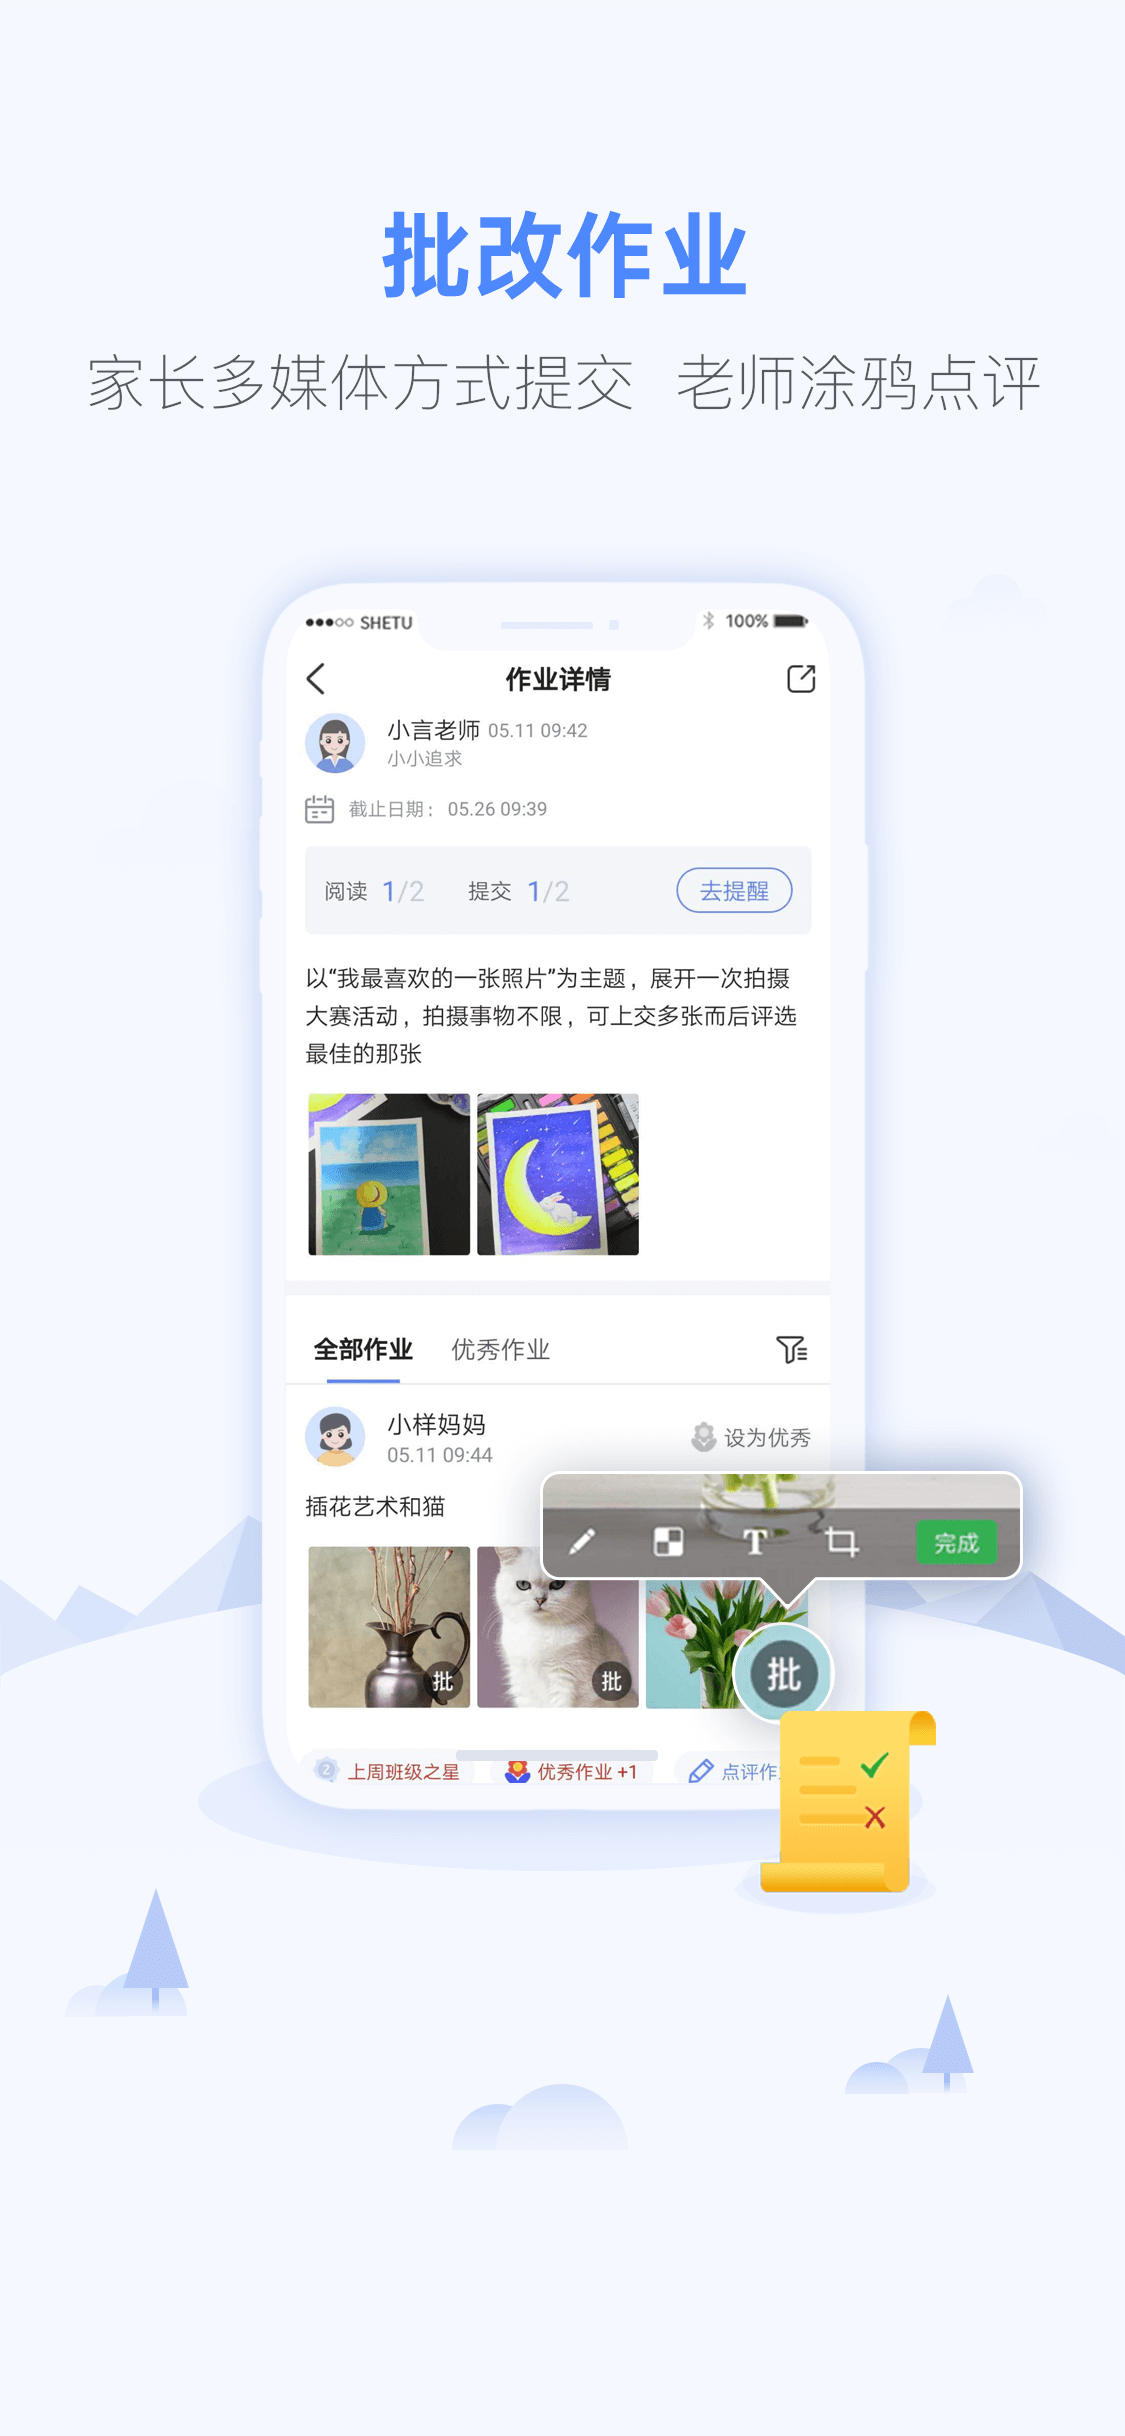 批改作业
家长多媒体方式提交 老师涂鸦点评
SHETU 100%
作业详情
小言老师 05.11 09:42
小小追求
截止日期： 05.26 09:39
阅读 1/2 提交 1/2 去提醒
以“我最喜欢的一张照片”为主题，展开一次拍摄
大赛活动，拍摄事物不限，可上交多张而后评选
最佳的那张
全部作业 优秀作业
小样妈妈
05.11 09:44
设为优秀
插花艺术和猫
T 完成
批 批 批
2 上周班级之星 优秀作业 +1 点评作